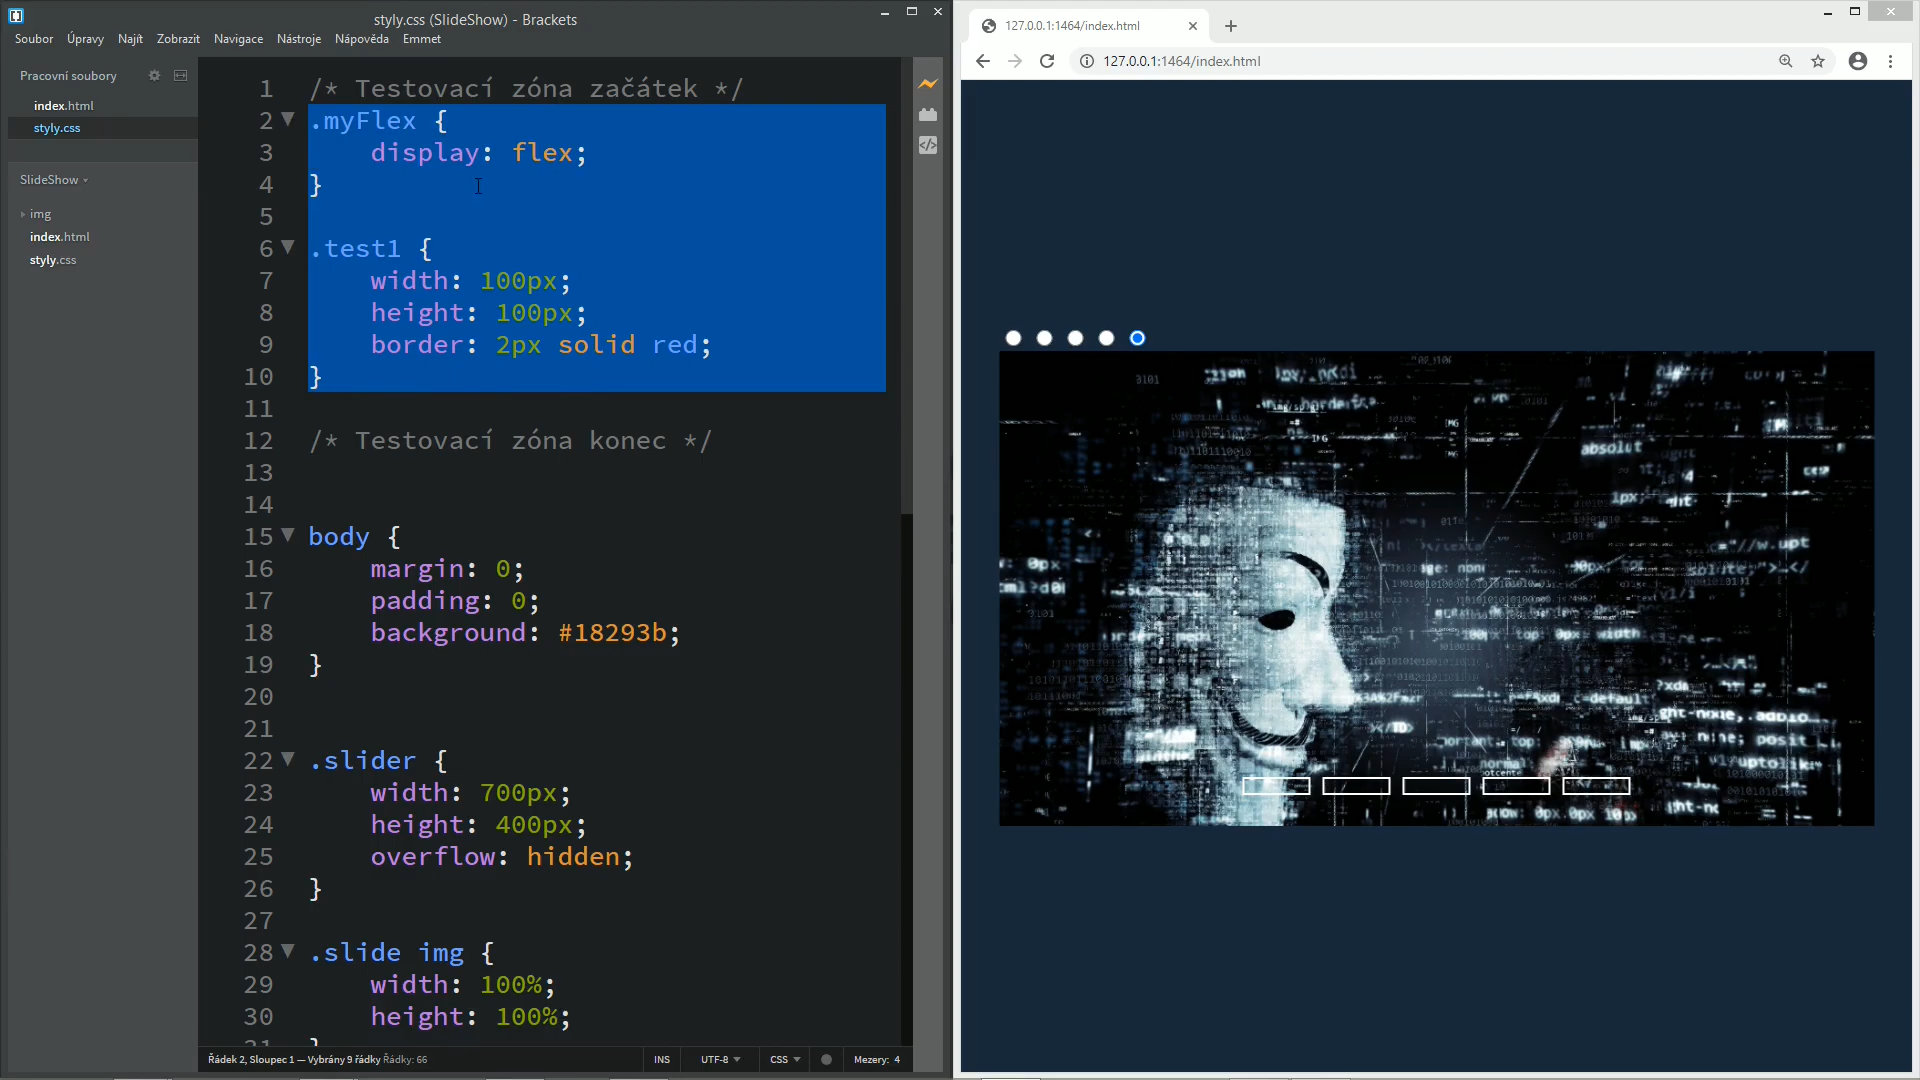 styly.css (SlideShow) - Brackets
Soubor Úpravy Najít Zobrazit Navigace Nástroje Nápověda Emmet
Pracovní soubory
index.html
styly.css
SlideShow
img
index.html
styly.css
1 /* Testovací zóna začátek */
2 .myFlex {
3 display: flex;
4 }
5
6 .test1 {
7 width: 100px;
8 height: 100px;
9 border: 2px solid red;
10 }
11
12 /* Testovací zóna konec */
13
14
15 body {
16 margin: 0;
17 padding: 0;
18 background: #18293b;
19 }
20
21
22 .slider {
23 width: 700px;
24 height: 400px;
25 overflow: hidden;
26 }
27
28 .slide img {
29 width: 100%;
30 height: 100%;
Řádek 2, Sloupec 1 — Vybrány 9 řádky Řádky: 66
INS UTF-8 CSS Mezery: 4
127.0.0.1:1464/index.html
127.0.0.1:1464/index.html